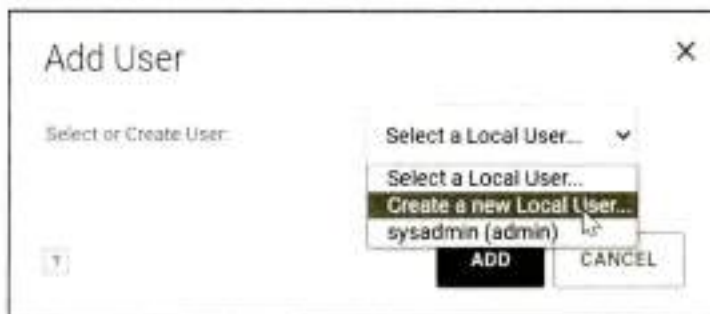 Add User
×
Select or Create User:
Select a Local User...
Select a Local User...
Create a new Local User...
sysadmin (admin)
?
ADD
CANCEL